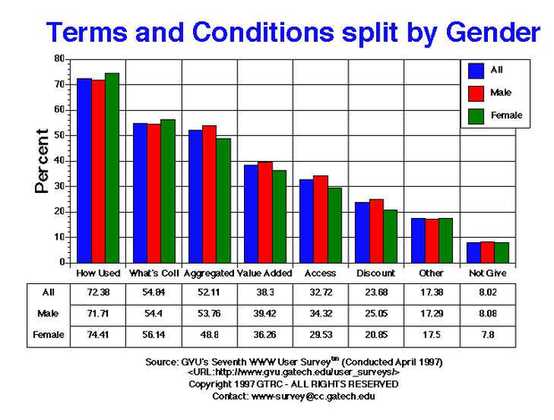 Terms and Conditions split by Gender
80
70
60
50
40
30
20
10
0
Percent
All
Male
Female
How Used What's Coll Aggregated Value Added Access Discount Other Not Give
All 72.38 54.84 52.11 38.3 32.72 23.68 17.38 8.02
Male 71.71 54.4 53.76 39.42 34.32 25.05 17.29 8.08
Female 74.41 56.14 48.8 36.26 29.53 20.85 17.5 7.8
Source: GVU's Seventh WWW User Survey™ (Conducted April 1997)
<URL:http://www.gvu.gatech.edu/user_surveys/>
Copyright 1997 GTRC - ALL RIGHTS RESERVED
Contact: www-survey@cc.gatech.edu